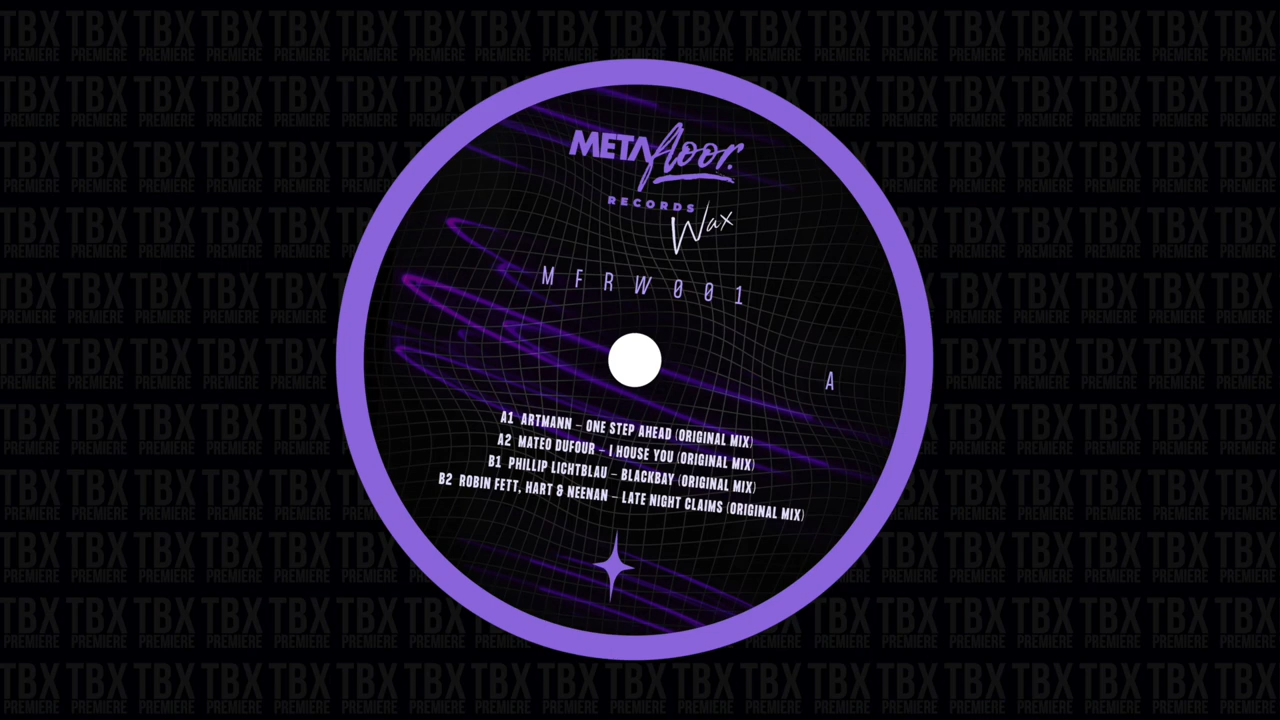 METAfloor.
RECORDS
Wax
MFRW001
A
A1 ARTMANN – ONE STEP AHEAD (ORIGINAL MIX)
A2 MATEO DUFOUR – I HOUSE YOU (ORIGINAL MIX)
B1 PHILLIP LICHTBLAU – BLACKBAY (ORIGINAL MIX)
B2 ROBIN FETT, HART & NEENAN – LATE NIGHT CLAIMS (ORIGINAL MIX)
TBX
PREMIERE